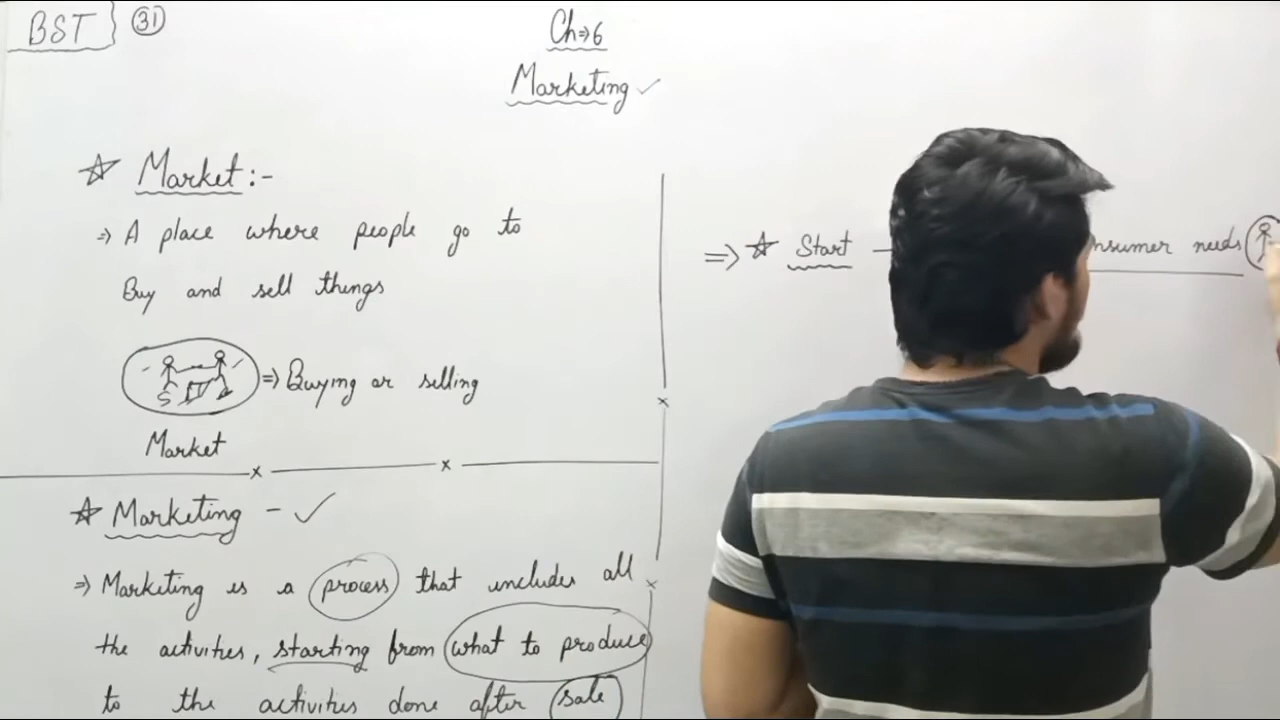 BST 31
Ch⇒6
Marketing ✓
☆ Market :-
⇒ A place where people go to
Buy and sell things
⇒ Buying or selling
Market
☆ Marketing - ✓
⇒ Marketing is a process that includes all
the activities, starting from what to produce
to the activities done after sale
⇒ ☆ Start - nsumer needs